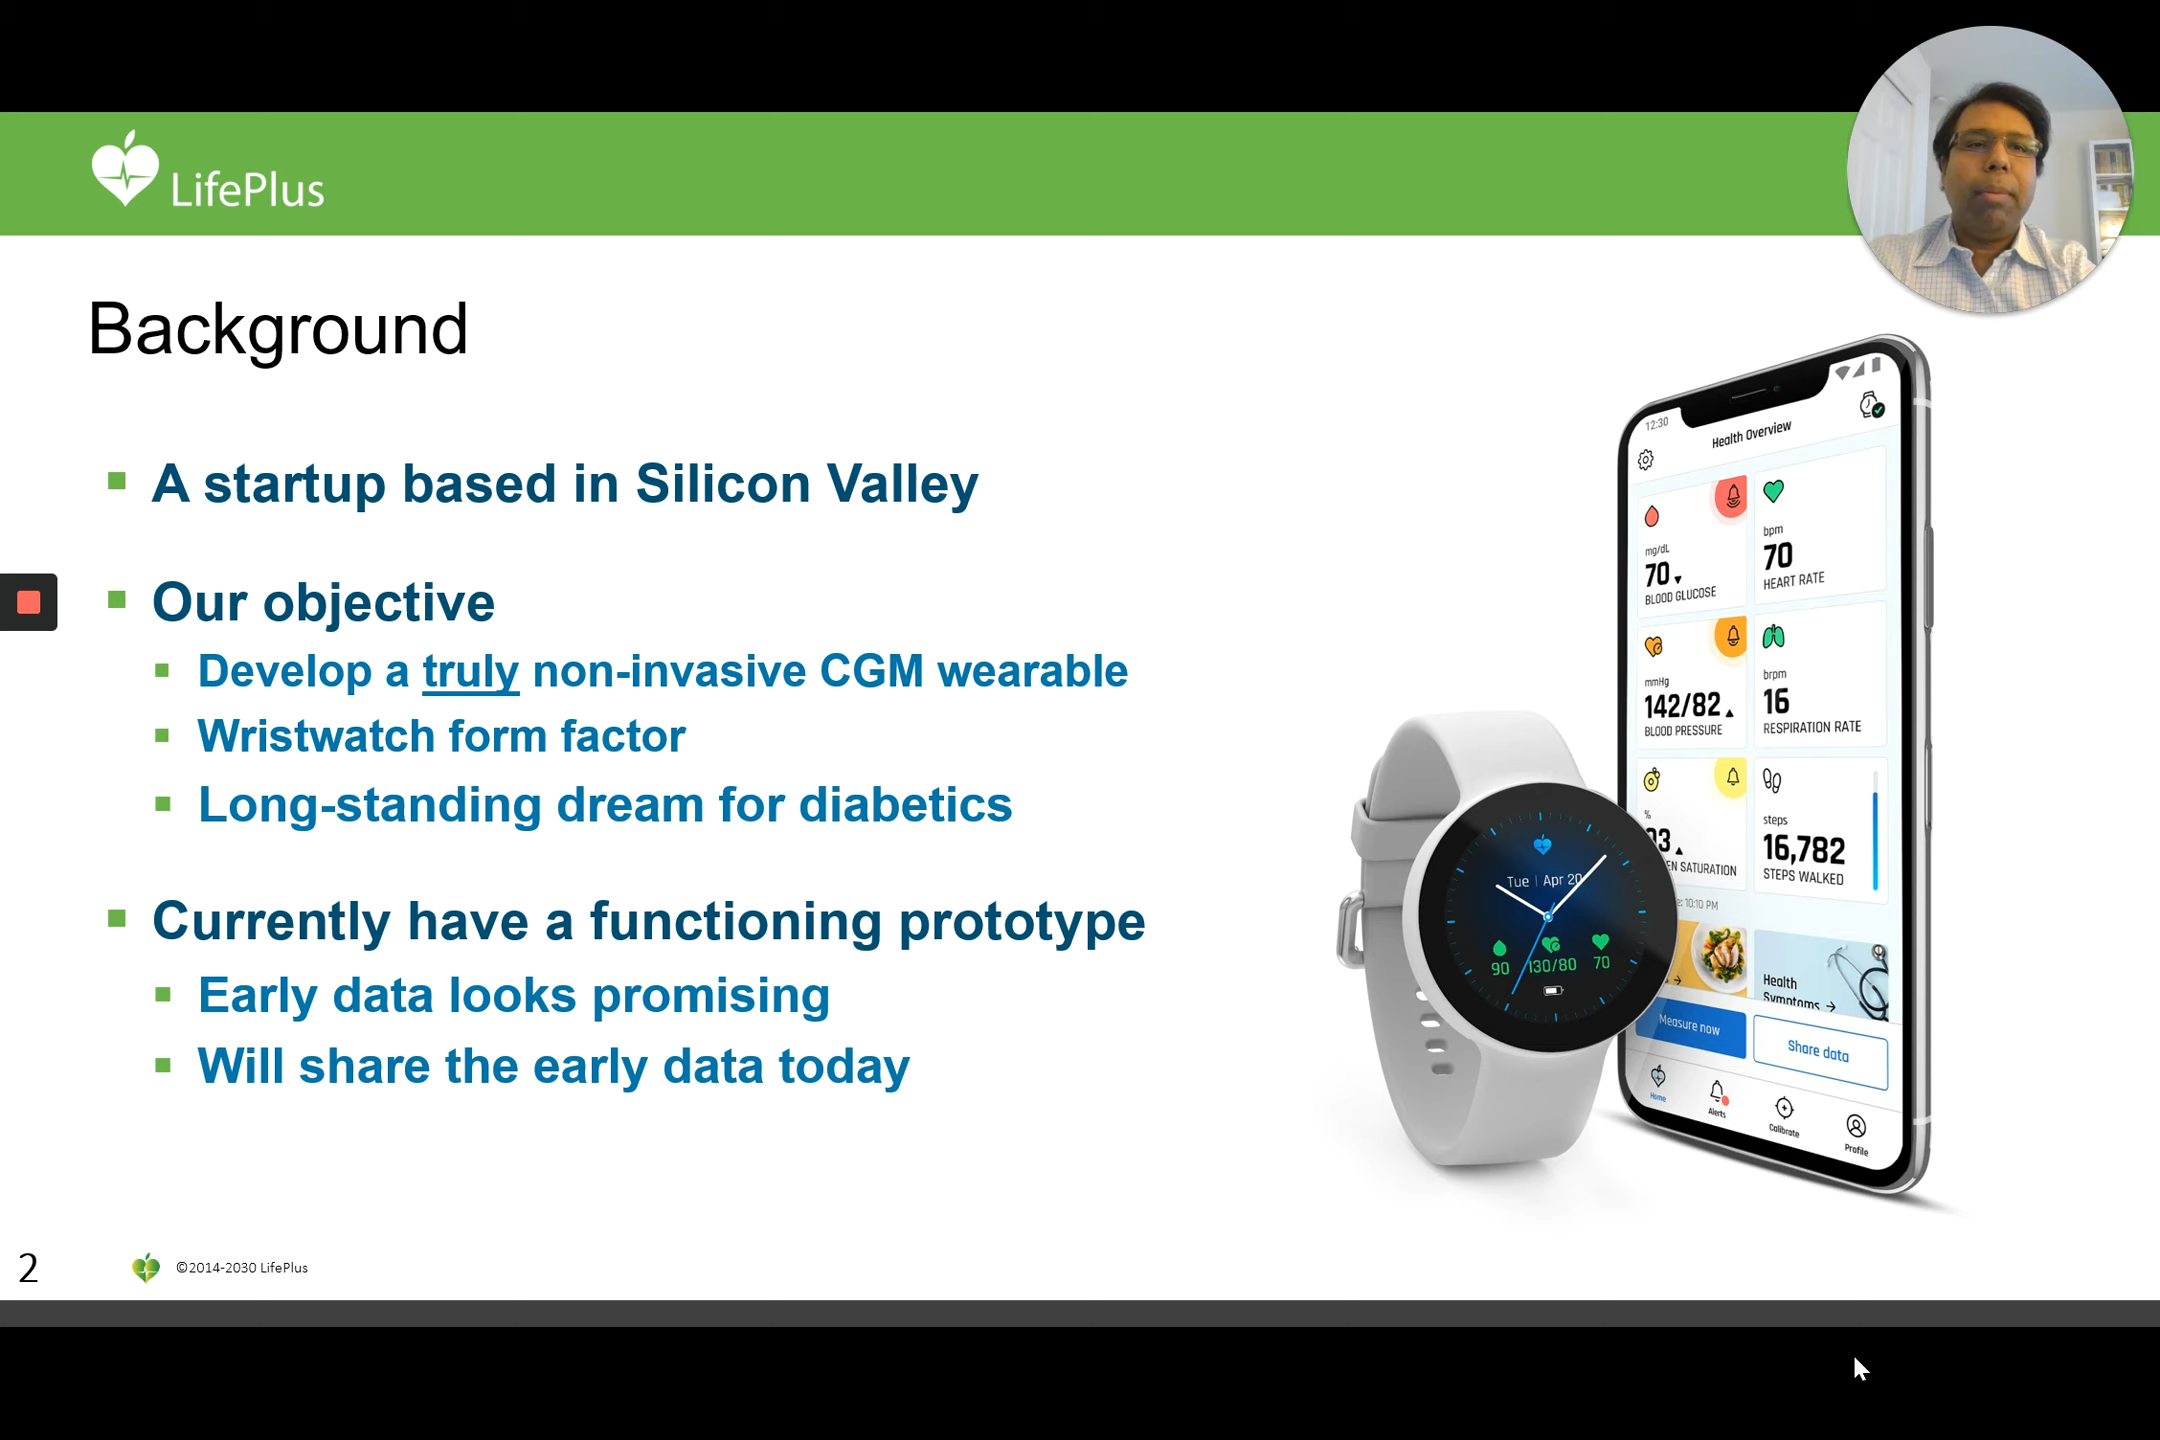 LifePlus
Background
A startup based in Silicon Valley
Our objective
Develop a truly non-invasive CGM wearable
Wristwatch form factor
Long-standing dream for diabetics
Currently have a functioning prototype
Early data looks promising
Will share the early data today
12:30
Health Overview
mg/dL
70
BLOOD GLUCOSE
bpm
70
HEART RATE
mmHg
142/82
BLOOD PRESSURE
brpm
16
RESPIRATION RATE
%
SATURATION
steps
16,782
STEPS WALKED
10:10 PM
Health
Symptoms →
Measure now
Share data
Home
Alerts
Calibrate
Profile
Tue | Apr 20
90 130/80 70
2
©2014-2030 LifePlus